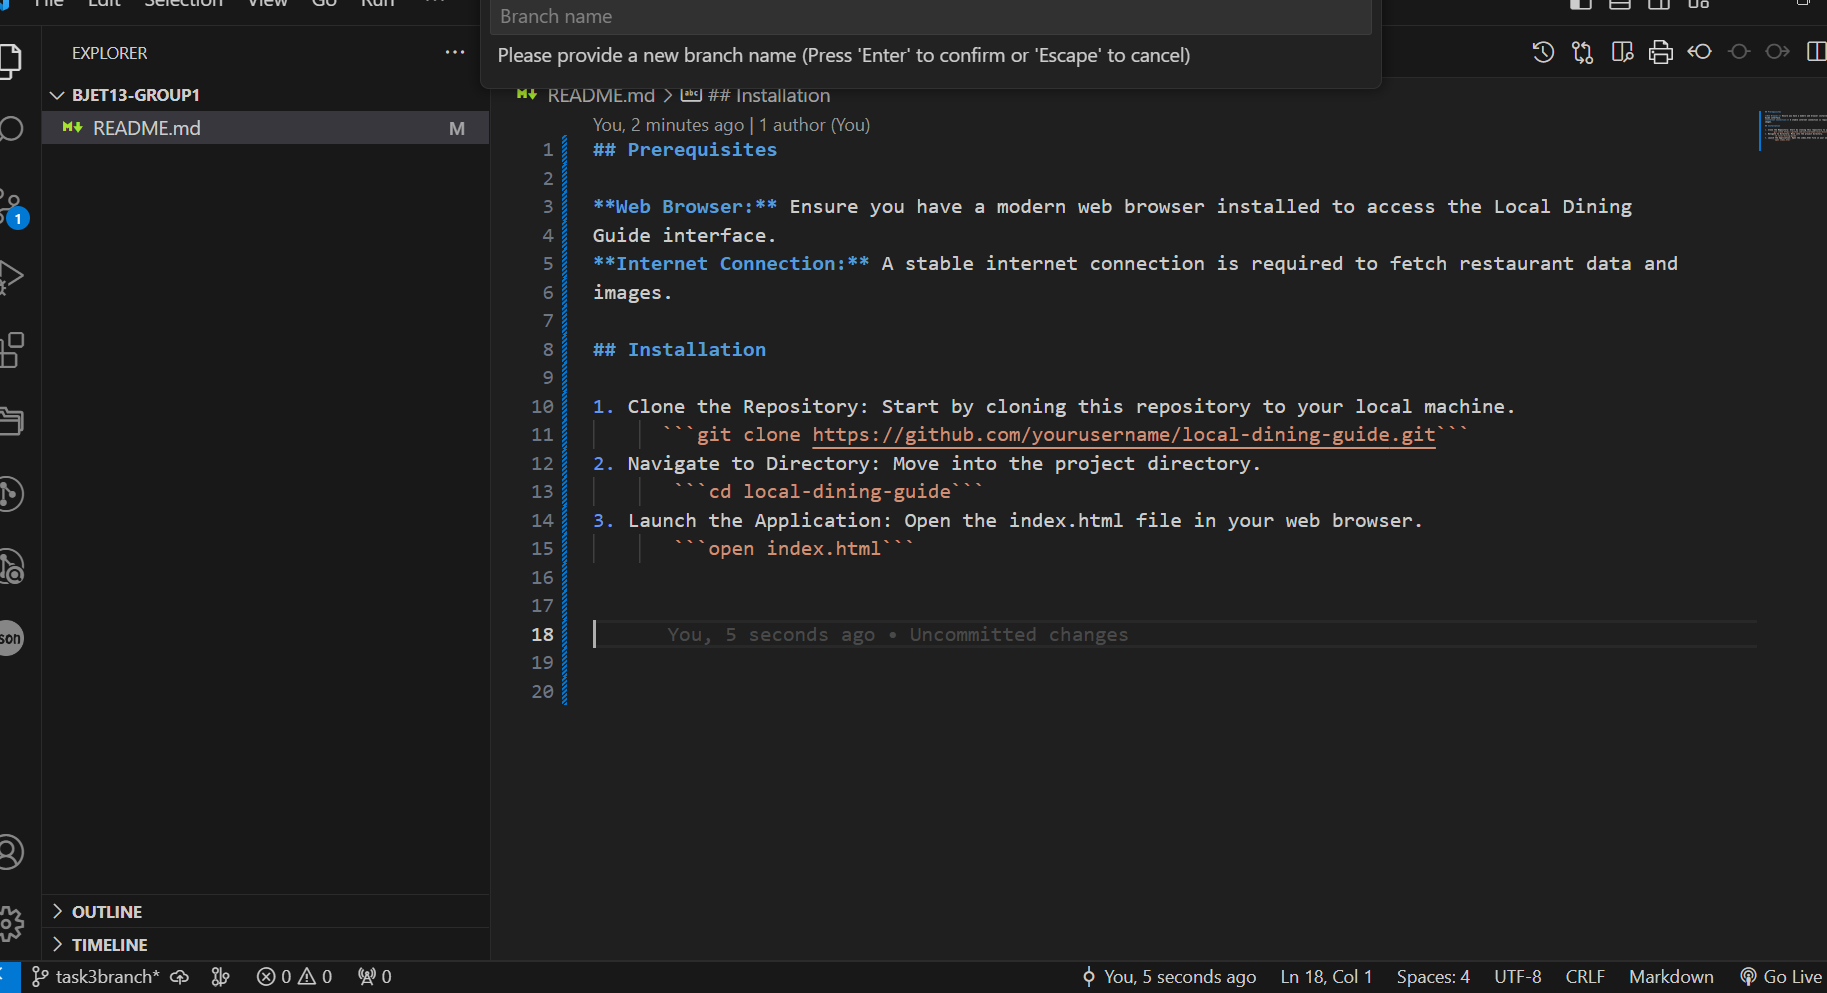 File Edit Selection View Go Run ···
Branch name
Please provide a new branch name (Press 'Enter' to confirm or 'Escape' to cancel)
EXPLORER ···
BJET13-GROUP1
README.md M
README.md > ## Installation
You, 2 minutes ago | 1 author (You)
1 ## Prerequisites
2
3 **Web Browser:** Ensure you have a modern web browser installed to access the Local Dining
4 Guide interface.
5 **Internet Connection:** A stable internet connection is required to fetch restaurant data and
6 images.
7
8 ## Installation
9
10 1. Clone the Repository: Start by cloning this repository to your local machine.
11 ```git clone https://github.com/yourusername/local-dining-guide.git```
12 2. Navigate to Directory: Move into the project directory.
13 ```cd local-dining-guide```
14 3. Launch the Application: Open the index.html file in your web browser.
15 ```open index.html```
16
17
18 You, 5 seconds ago • Uncommitted changes
19
20
1
son
OUTLINE
TIMELINE
task3branch* 0 0 0 You, 5 seconds ago Ln 18, Col 1 Spaces: 4 UTF-8 CRLF Markdown Go Live